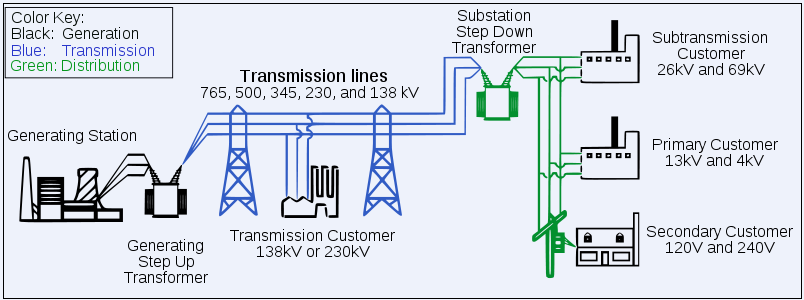 Color Key:
Black: Generation
Blue: Transmission
Green: Distribution
Generating Station
Generating
Step Up
Transformer
Transmission lines
765, 500, 345, 230, and 138 kV
Transmission Customer
138kV or 230kV
Substation
Step Down
Transformer
Subtransmission
Customer
26kV and 69kV
Primary Customer
13kV and 4kV
Secondary Customer
120V and 240V